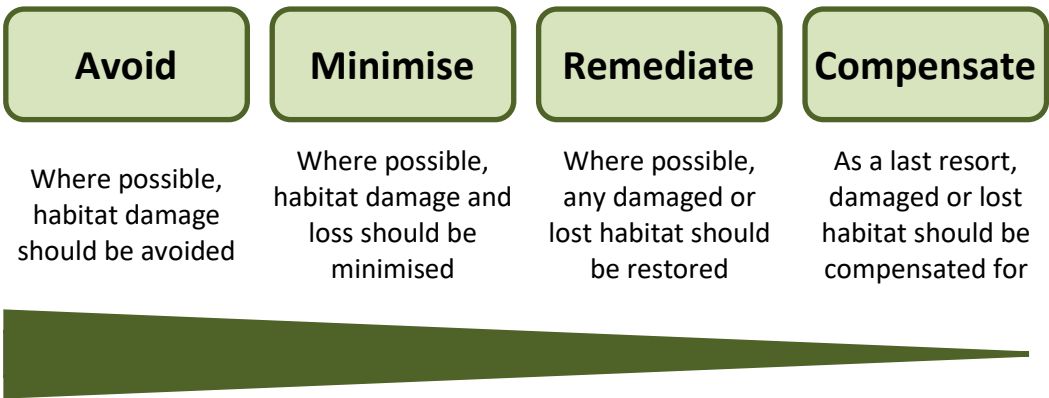 Avoid
Minimise
Remediate
Compensate
Where possible,
habitat damage
should be avoided
Where possible,
habitat damage and
loss should be
minimised
Where possible,
any damaged or
lost habitat should
be restored
As a last resort,
damaged or lost
habitat should be
compensated for